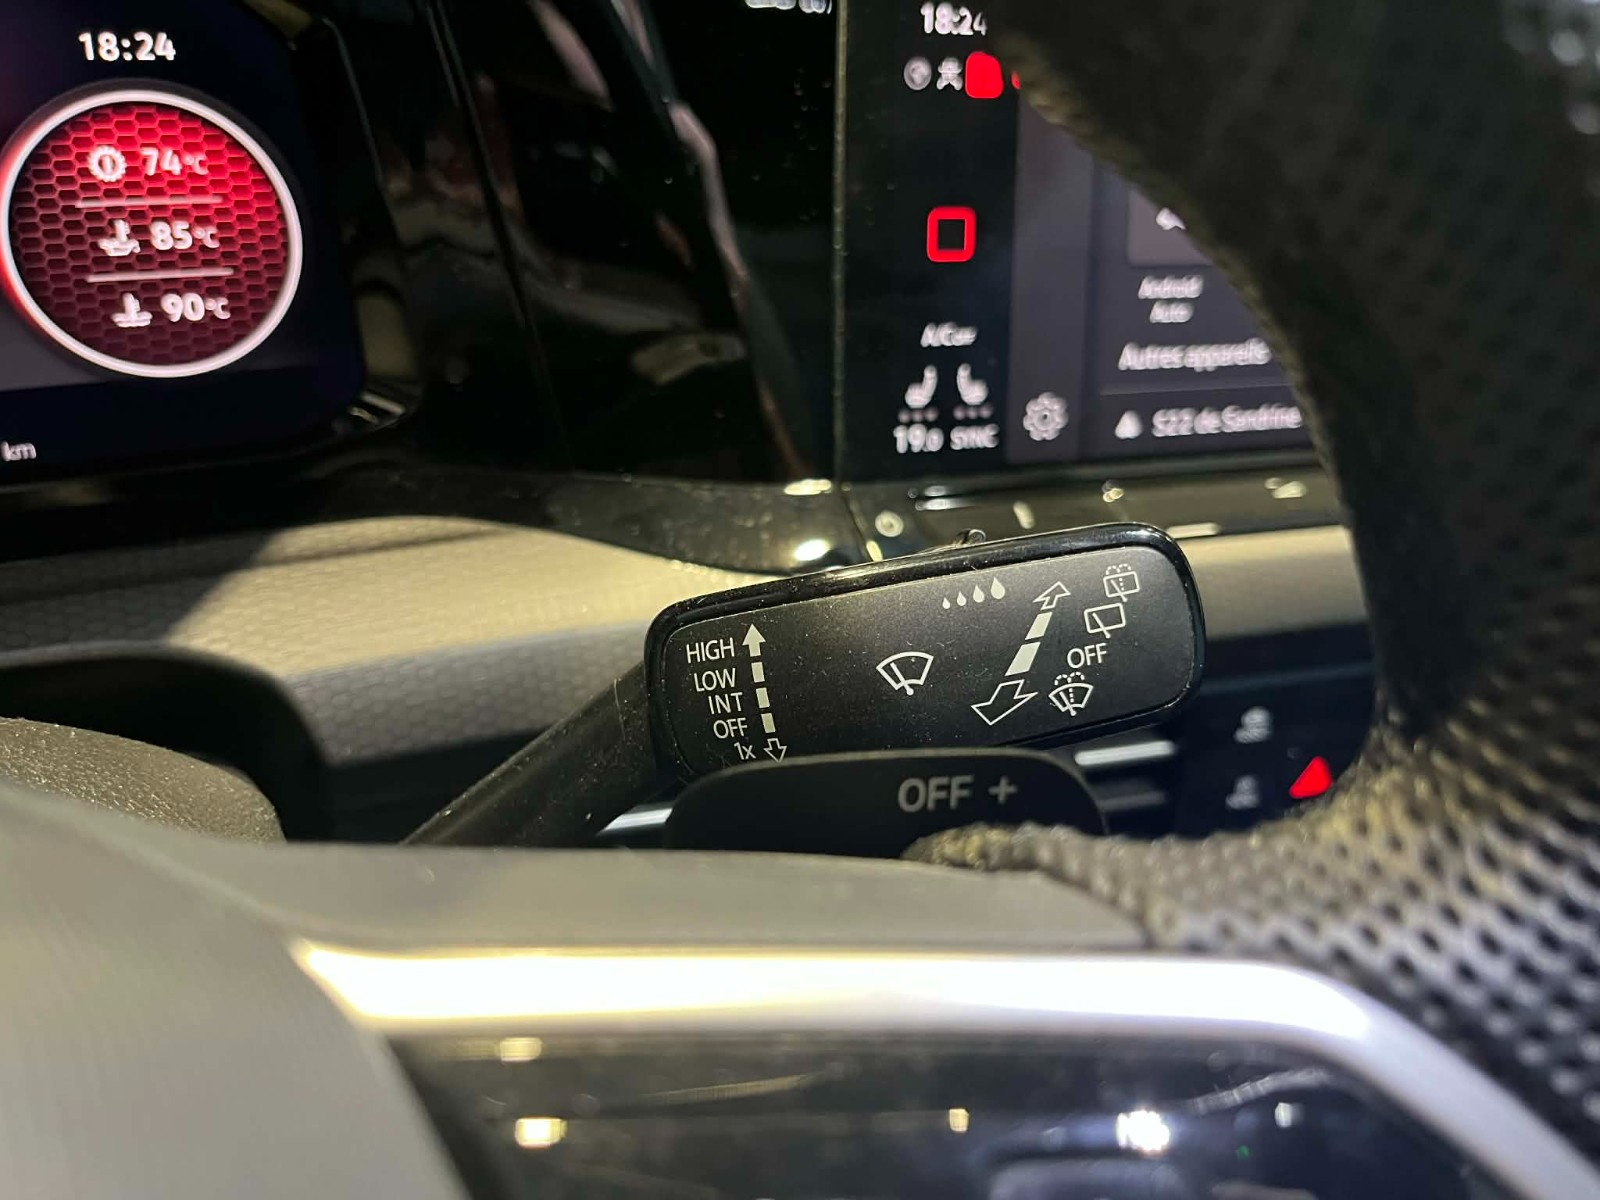 18:24
74°C
85°C
90°C
km
18:24
A/C
19.0 SYNC
Android
Auto
Autres appareils
S22 de Sandrine
HIGH
LOW
INT
OFF
1x
OFF
OFF +